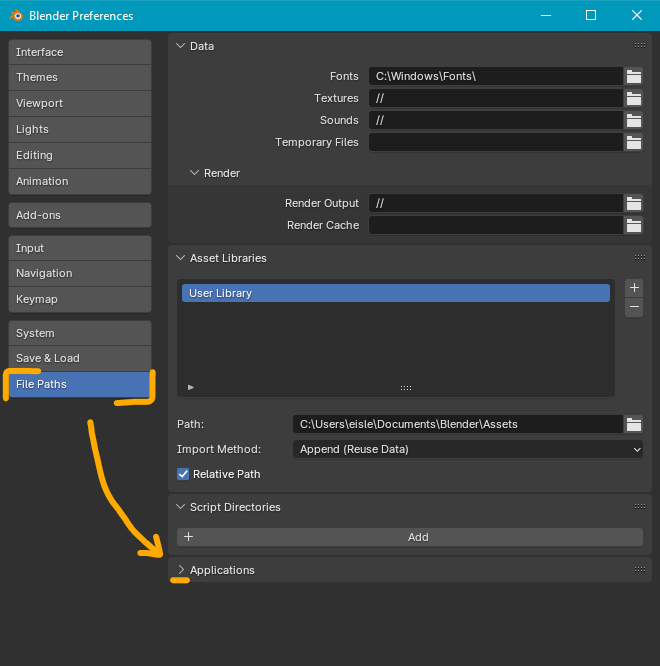 Blender Preferences
Interface
Themes
Viewport
Lights
Editing
Animation
Add-ons
Input
Navigation
Keymap
System
Save & Load
File Paths
Data
Fonts C:\Windows\Fonts\
Textures //
Sounds //
Temporary Files
Render
Render Output //
Render Cache
Asset Libraries
User Library
Path: C:\Users\eisle\Documents\Blender\Assets
Import Method: Append (Reuse Data)
Relative Path
Script Directories
Add
Applications